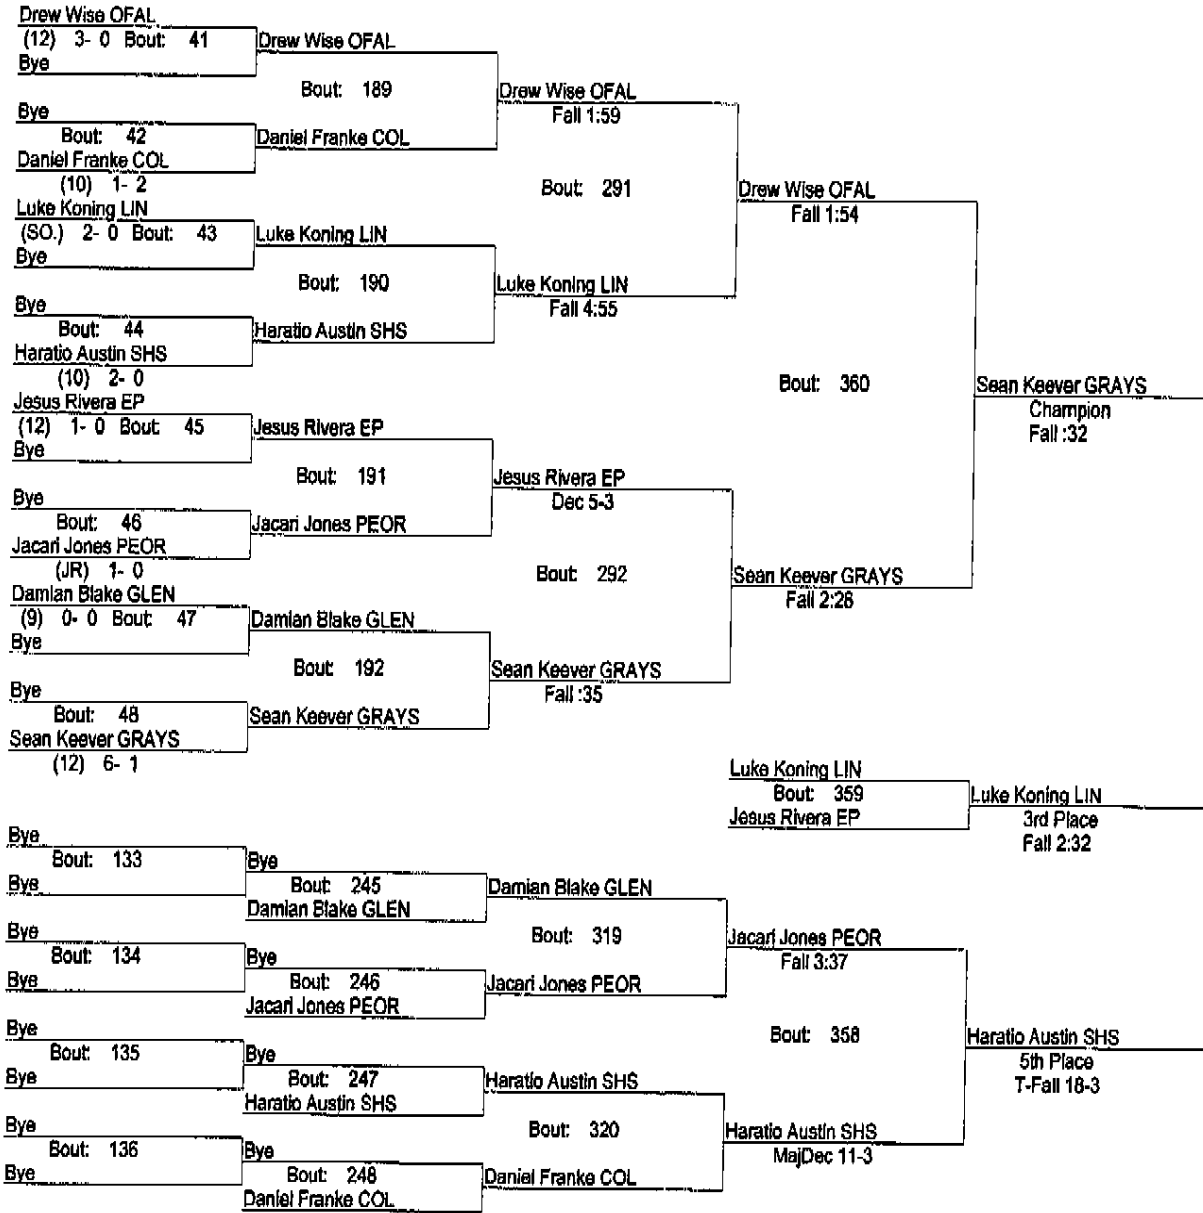 Drew Wise OFAL
(12) 3- 0 Bout: 41
Bye
Drew Wise OFAL
Bout: 189
Bye
Bout: 42
Daniel Franke COL
(10) 1- 2
Daniel Franke COL
Drew Wise OFAL
Fall 1:59
Bout: 291
Luke Koning LIN
(SO.) 2- 0 Bout: 43
Bye
Luke Koning LIN
Bout: 190
Bye
Bout: 44
Haratio Austin SHS
(10) 2- 0
Haratio Austin SHS
Luke Koning LIN
Fall 4:55
Drew Wise OFAL
Fall 1:54
Bout: 360
Jesus Rivera EP
(12) 1- 0 Bout: 45
Bye
Jesus Rivera EP
Bout: 191
Bye
Bout: 46
Jacari Jones PEOR
(JR) 1- 0
Jacari Jones PEOR
Jesus Rivera EP
Dec 5-3
Bout: 292
Damian Blake GLEN
(9) 0- 0 Bout: 47
Bye
Damian Blake GLEN
Bout: 192
Bye
Bout: 48
Sean Keever GRAYS
(12) 6- 1
Sean Keever GRAYS
Sean Keever GRAYS
Fall :35
Sean Keever GRAYS
Fall 2:28
Sean Keever GRAYS
Champion
Fall :32
Luke Koning LIN
Bout: 359
Jesus Rivera EP
Luke Koning LIN
3rd Place
Fall 2:32
Bye
Bout: 133
Bye
Bye
Bout: 245
Damian Blake GLEN
Damian Blake GLEN
Bout: 319
Bye
Bout: 134
Bye
Bye
Bout: 246
Jacari Jones PEOR
Jacari Jones PEOR
Jacari Jones PEOR
Fall 3:37
Bout: 358
Bye
Bout: 135
Bye
Bye
Bout: 247
Haratio Austin SHS
Haratio Austin SHS
Bout: 320
Bye
Bout: 136
Bye
Bye
Bout: 248
Daniel Franke COL
Daniel Franke COL
Haratio Austin SHS
MajDec 11-3
Haratio Austin SHS
5th Place
T-Fall 18-3